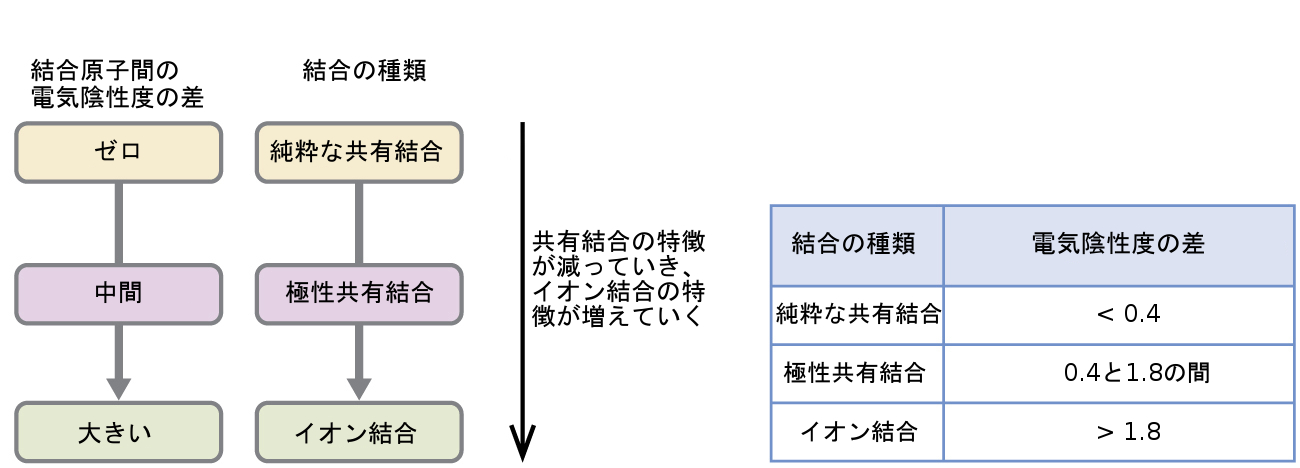 結合原子間の
電気陰性度の差
結合の種類
ゼロ
純粋な共有結合
中間
極性共有結合
大きい
イオン結合
共有結合の特徴
が減っていき、
イオン結合の特
徴が増えていく
結合の種類 電気陰性度の差
純粋な共有結合 < 0.4
極性共有結合 0.4と1.8の間
イオン結合 > 1.8